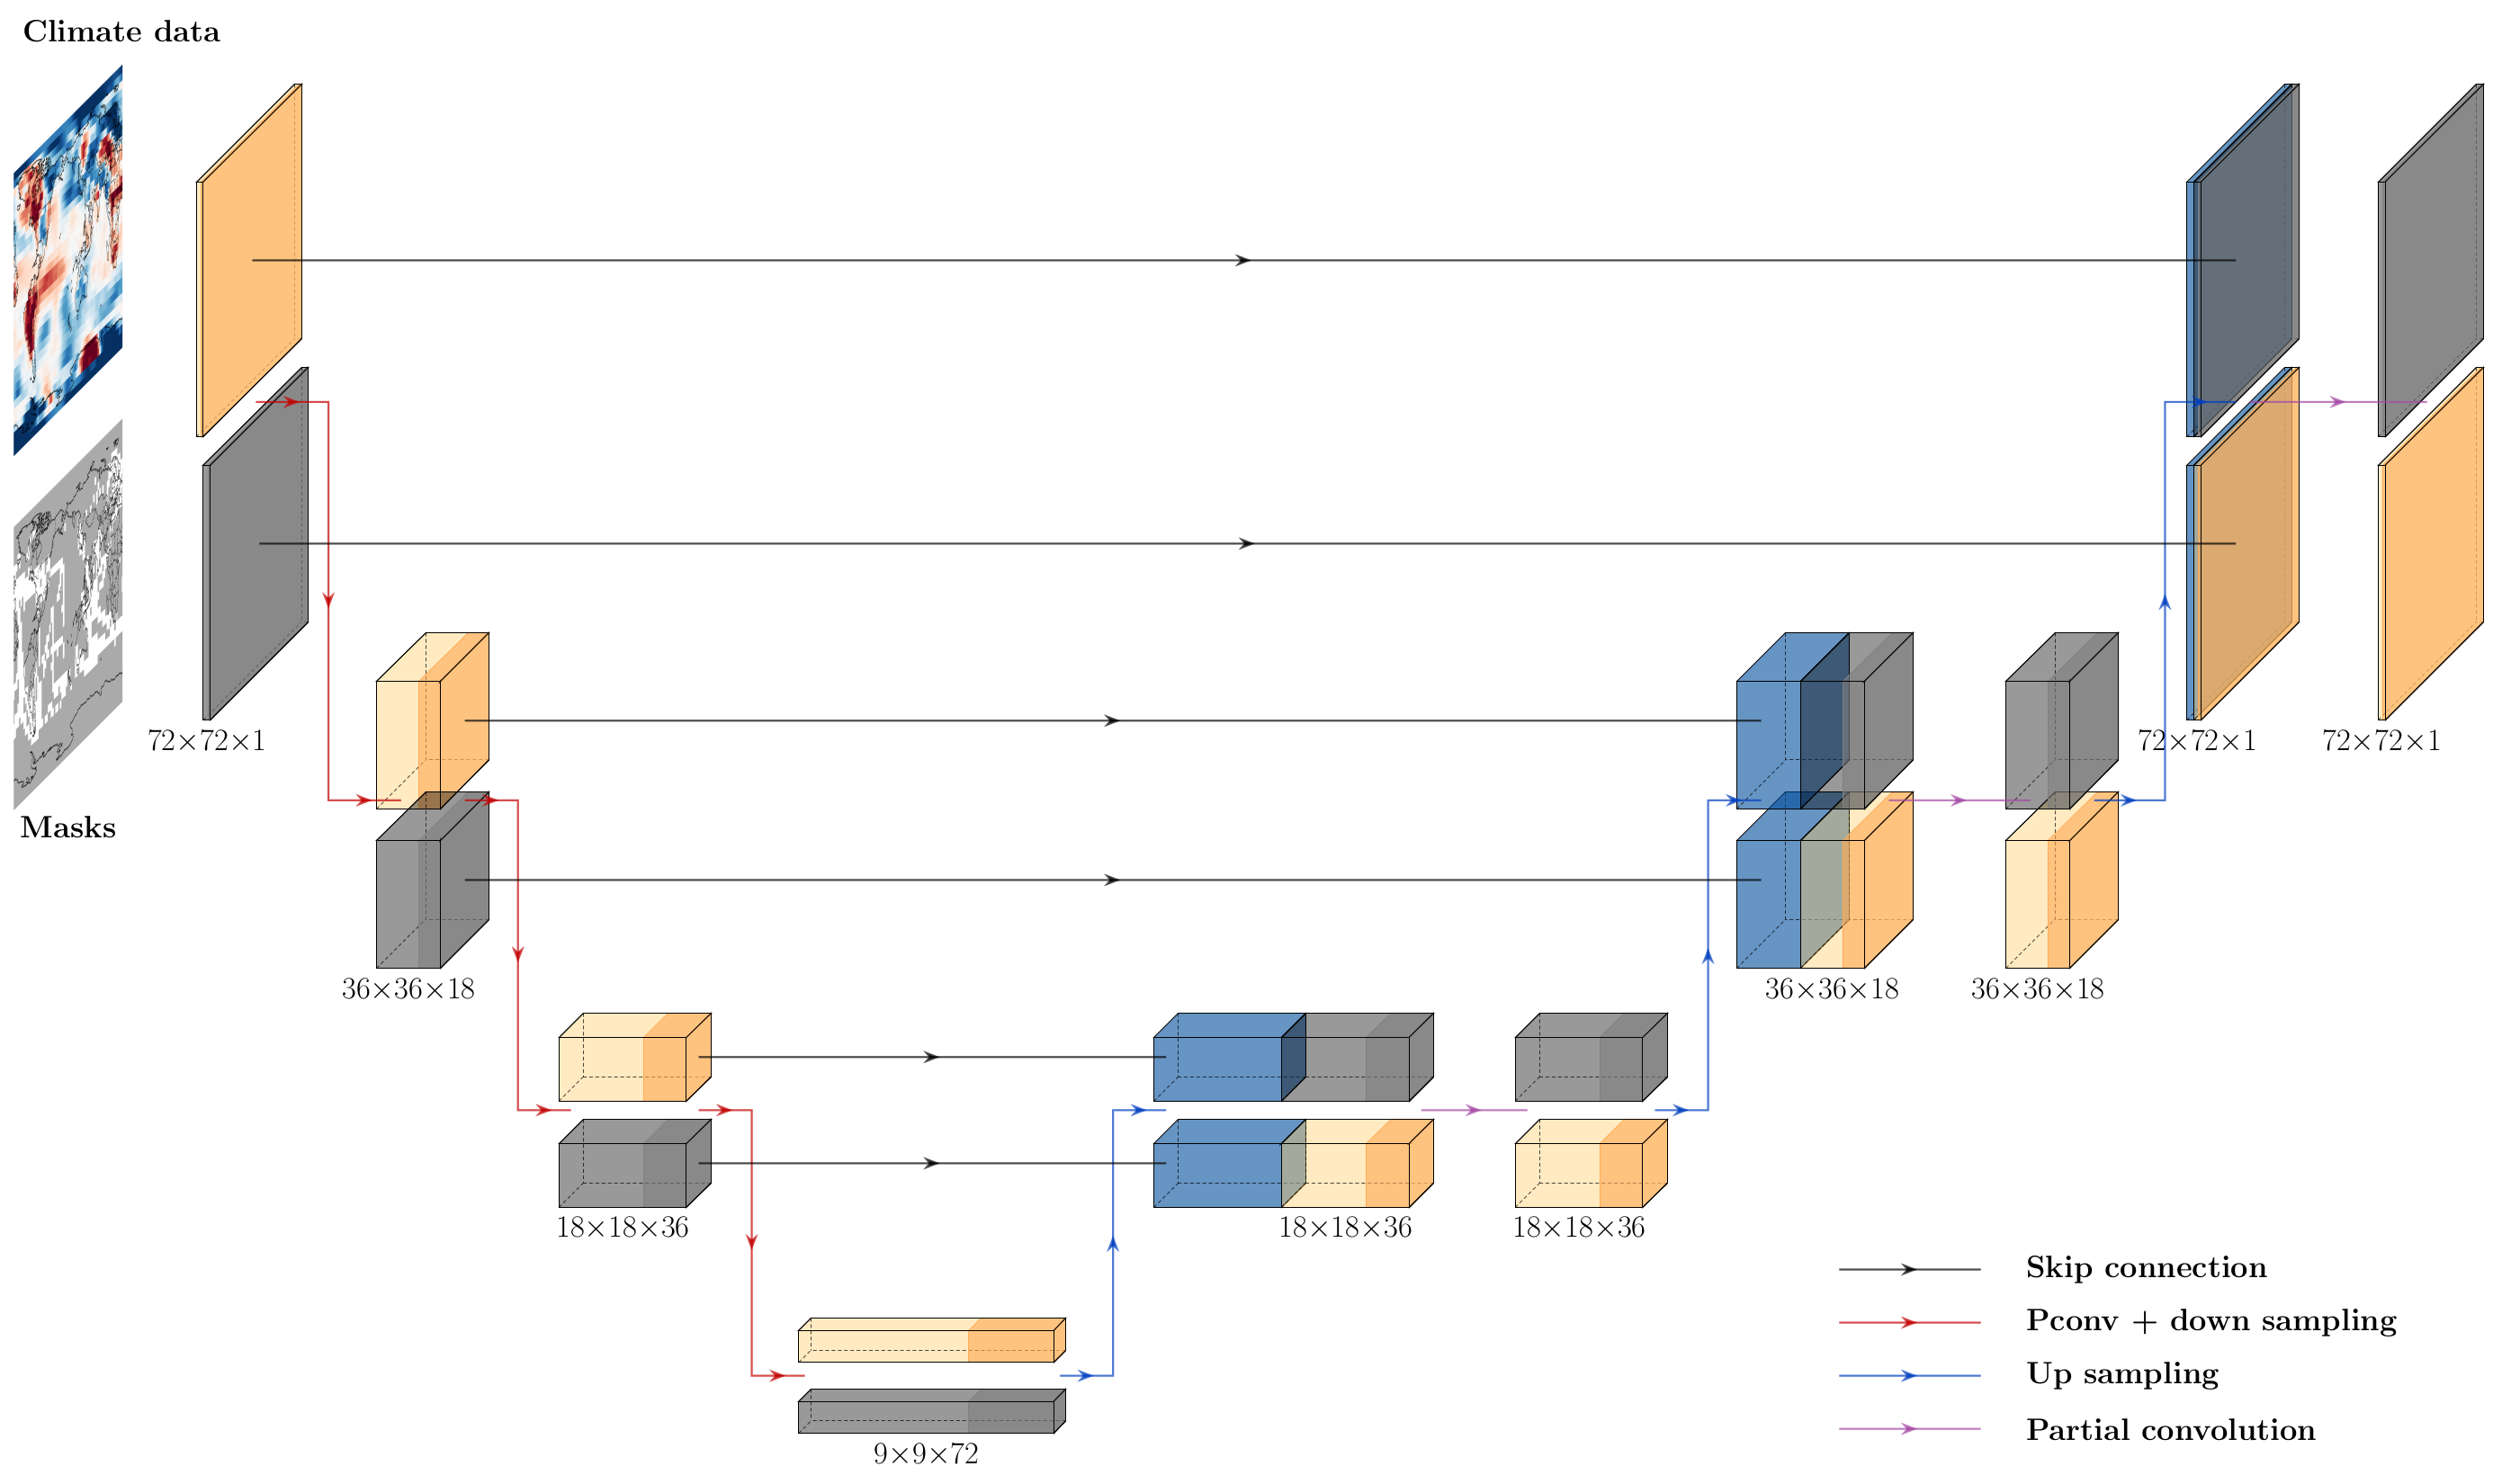 Climate data
72×72×1
72×72×1
72×72×1
Masks
36×36×18
36×36×18
36×36×18
18×18×36
18×18×36
18×18×36
9×9×72
Skip connection
Pconv + down sampling
Up sampling
Partial convolution